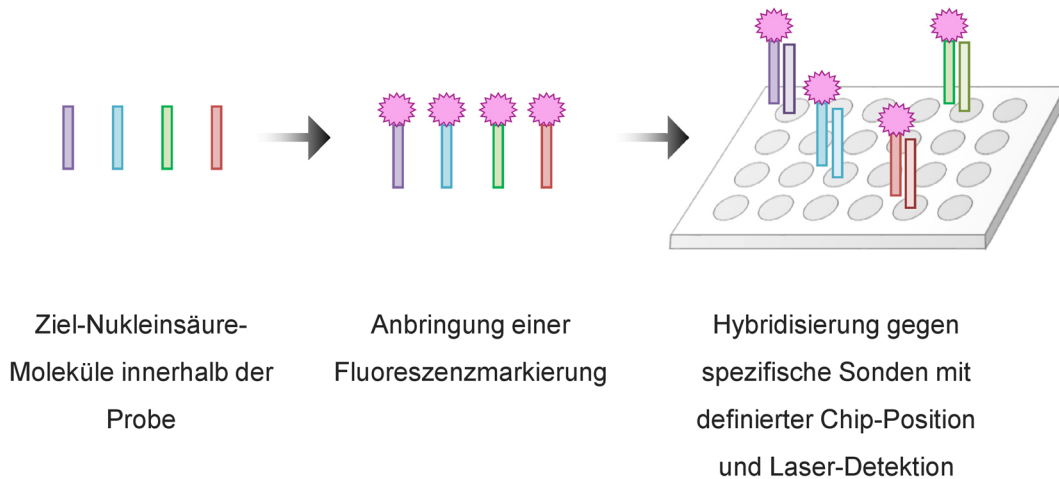 Ziel-Nukleinsäure-
Moleküle innerhalb der
Probe
Anbringung einer
Fluoreszenzmarkierung
Hybridisierung gegen
spezifische Sonden mit
definierter Chip-Position
und Laser-Detektion